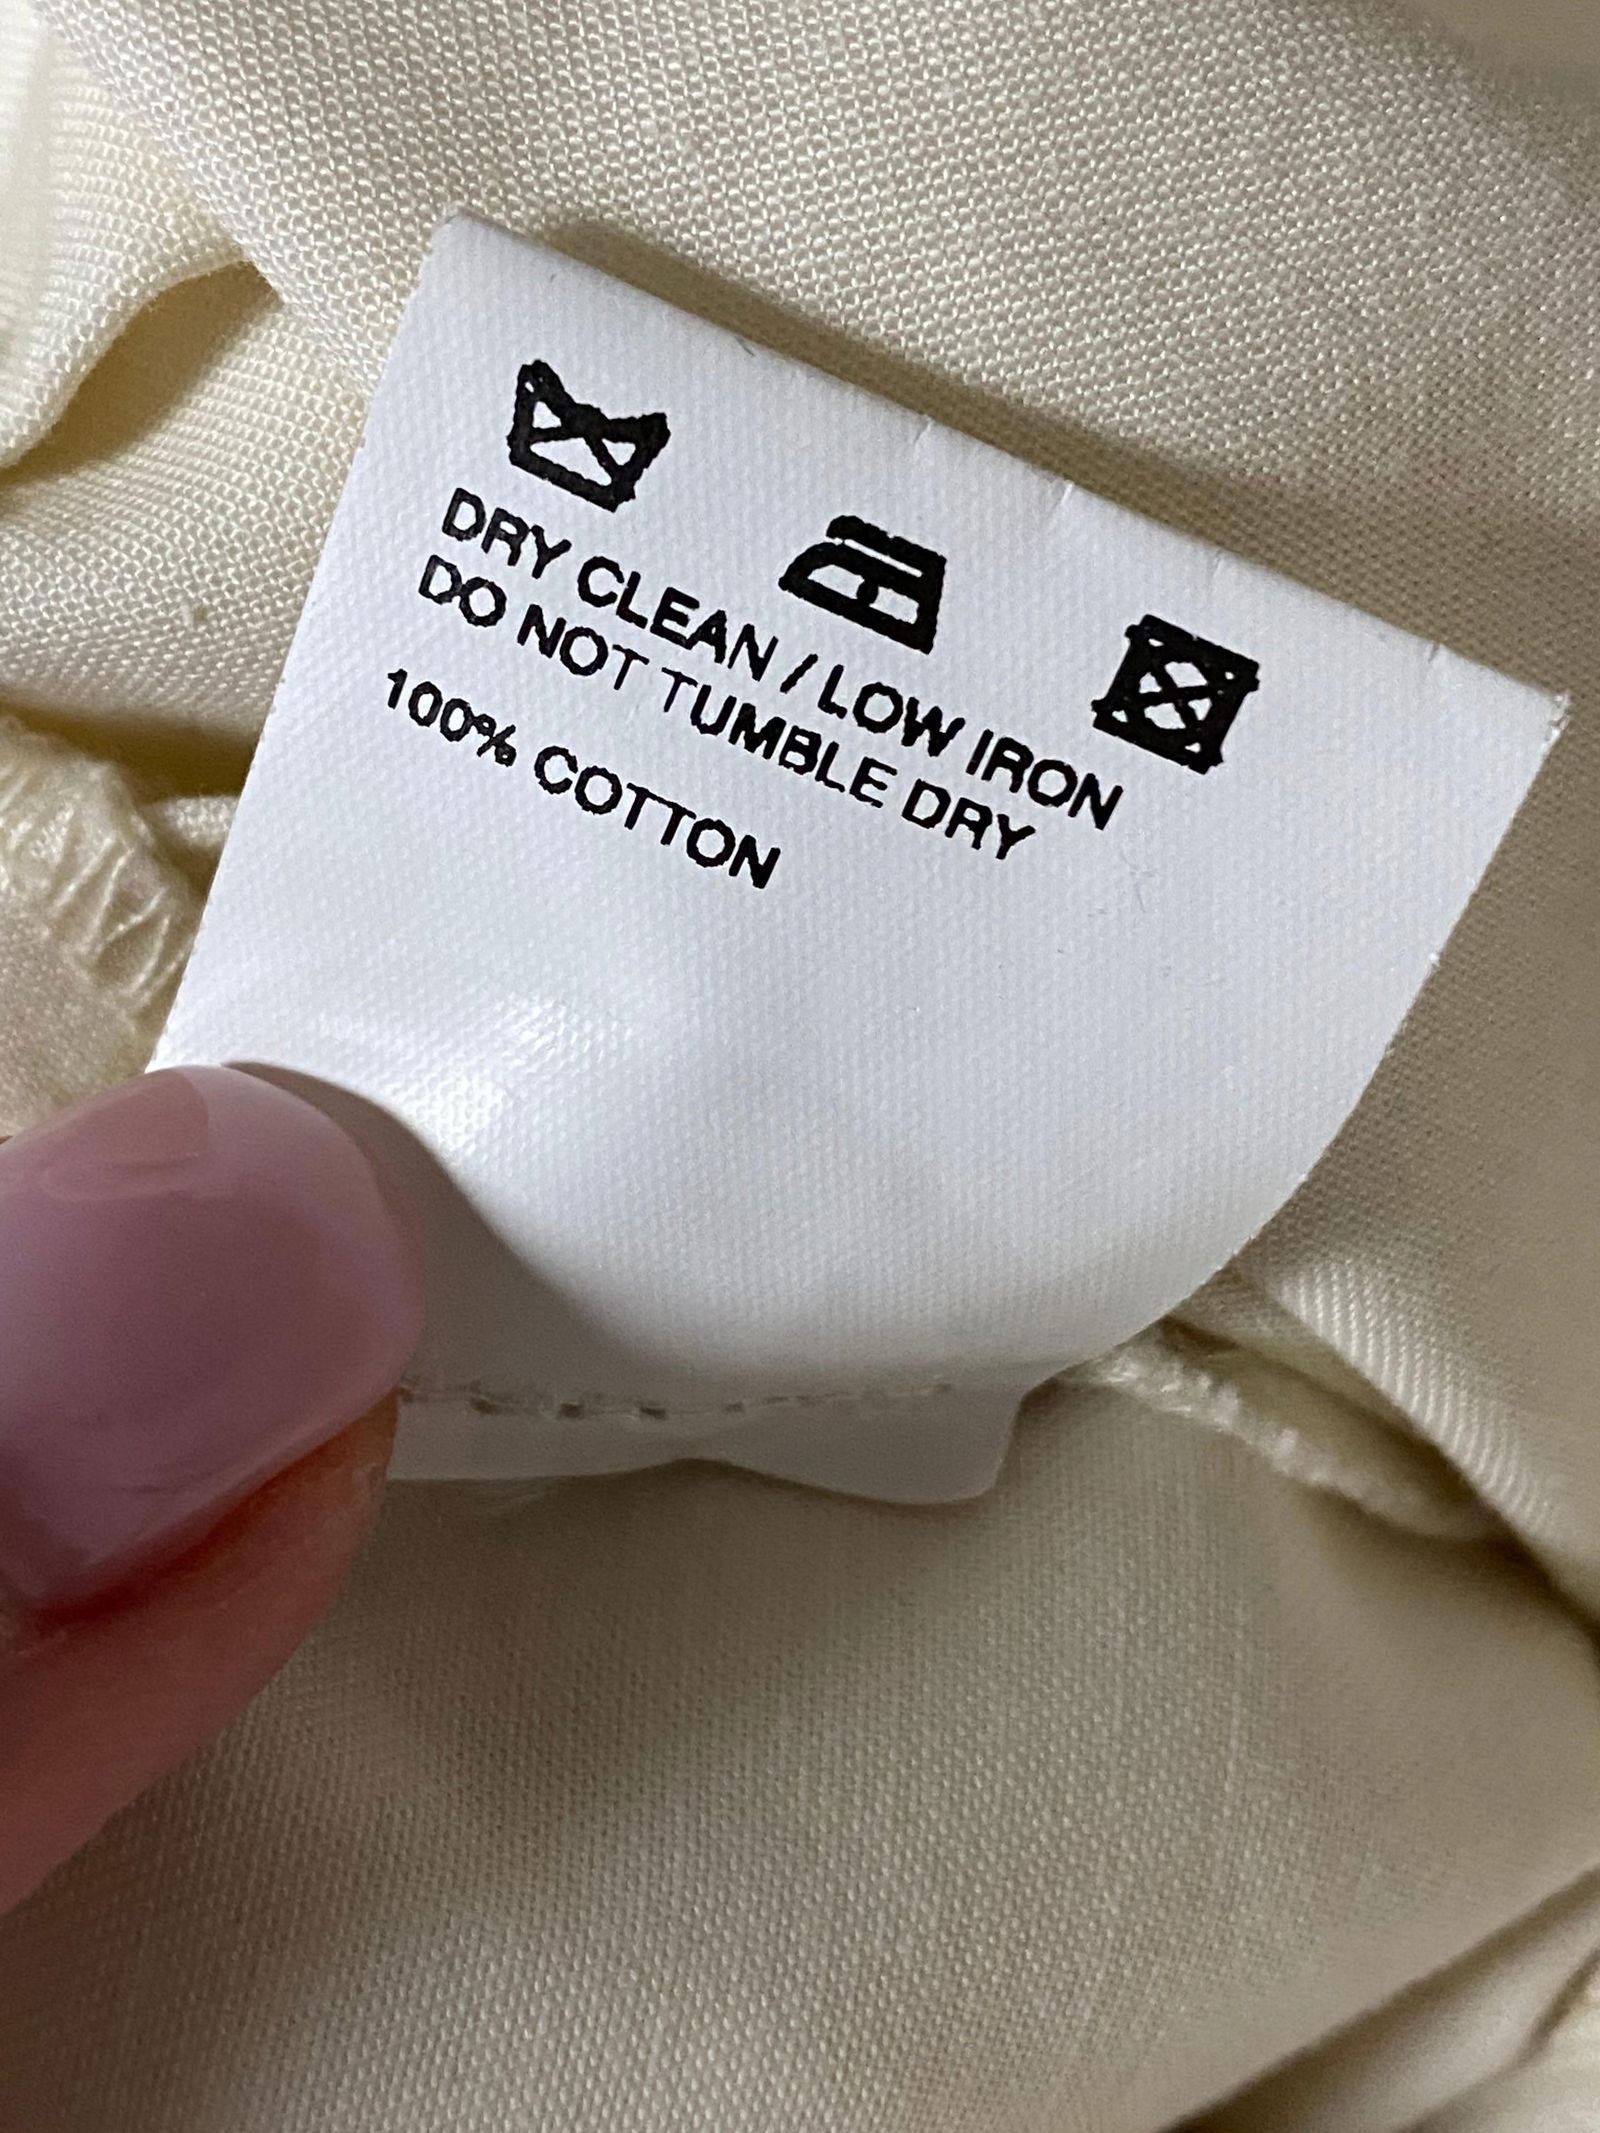 DRY CLEAN / LOW IRON
DO NOT TUMBLE DRY
100% COTTON